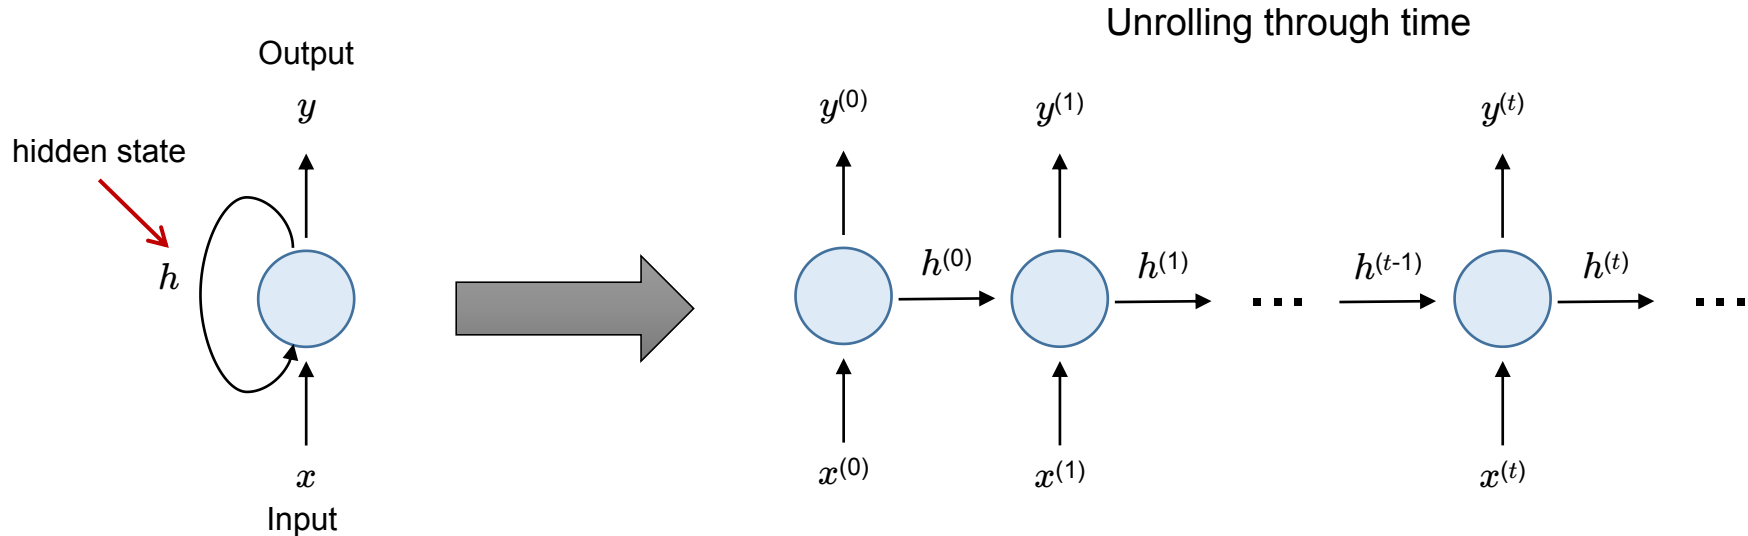 Unrolling through time
Output
y
hidden state
h
x
Input
y(0) y(1) y(t)
h(0) h(1) ... h(t-1) h(t) ...
x(0) x(1) x(t)